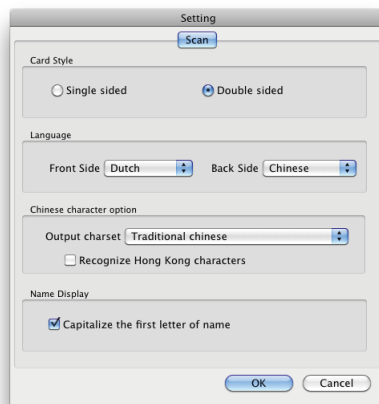 Setting
Scan
Card Style
Single sided Double sided
Language
Front Side Dutch Back Side Chinese
Chinese character option
Output charset Traditional chinese
Recognize Hong Kong characters
Name Display
Capitalize the first letter of name
OK Cancel